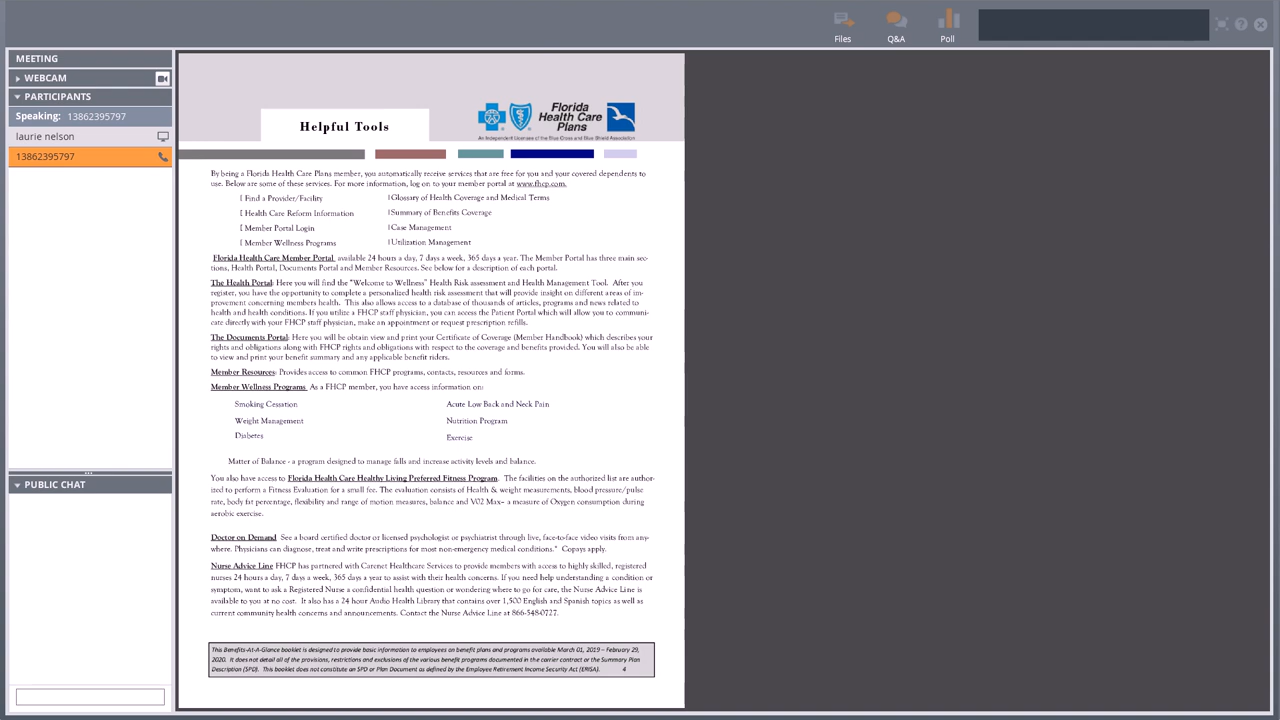 Files
Q&A
Poll
MEETING
WEBCAM
PARTICIPANTS
Speaking: 13862395797
laurie nelson
13862395797
PUBLIC CHAT
Helpful Tools
Florida
Health Care
Plans
An Independent Licensee of the Blue Cross and Blue Shield Association
By being a Florida Health Care Plans member, you automatically receive services that are free for you and your covered dependents to
use. Below are some of these services. For more information, log on to your member portal at www.fhcp.com.
Find a Provider/Facility
Glossary of Health Coverage and Medical Terms
Health Care Reform Information
Summary of Benefits Coverage
Member Portal Login
Case Management
Member Wellness Programs
Utilization Management
Florida Health Care Member Portal available 24 hours a day, 7 days a week, 365 days a year. The Member Portal has three main sec-
tions, Health Portal, Documents Portal and Member Resources. See below for a description of each portal.
The Health Portal: Here you will find the "Welcome to Wellness" Health Risk assessment and Health Management Tool. After you
register, you have the opportunity to complete a personalized health risk assessment that will provide insight on different areas of im-
provement concerning members health. This also allows access to a database of thousands of articles, programs and news related to
health and health conditions. If you utilize a FHCP staff physician, you can access the Patient Portal which will allow you to communi-
cate directly with your FHCP staff physician, make an appointment or request prescription refills.
The Documents Portal: Here you will be obtain view and print your Certificate of Coverage (Member Handbook) which describes your
rights and obligations along with FHCP rights and obligations with respect to the coverage and benefits provided. You will also be able
to view and print your benefit summary and any applicable benefit riders.
Member Resources: Provides access to common FHCP programs, contacts, resources and forms.
Member Wellness Programs As a FHCP member, you have access information on:
Smoking Cessation
Acute Low Back and Neck Pain
Weight Management
Nutrition Program
Diabetes
Exercise
Matter of Balance - a program designed to manage falls and increase activity levels and balance.
You also have access to Florida Health Care Healthy Living Preferred Fitness Program. The facilities on the authorized list are author-
ized to perform a Fitness Evaluation for a small fee. The evaluation consists of Health & weight measurements, blood pressure/pulse
rate, body fat percentage, flexibility and range of motion measures, balance and V02 Max– a measure of Oxygen consumption during
aerobic exercise.
Doctor on Demand See a board certified doctor or licensed psychologist or psychiatrist through live, face-to-face video visits from any-
where. Physicians can diagnose, treat and write prescriptions for most non-emergency medical conditions.* Copays apply.
Nurse Advice Line FHCP has partnered with Carenet Healthcare Services to provide members with access to highly skilled, registered
nurses 24 hours a day, 7 days a week, 365 days a year to assist with their health concerns. If you need help understanding a condition or
symptom, want to ask a Registered Nurse a confidential health question or wondering where to go for care, the Nurse Advice Line is
available to you at no cost. It also has a 24 hour Audio Health Library that contains over 1,500 English and Spanish topics as well as
current community health concerns and announcements. Contact the Nurse Advice Line at 866-548-0727.
This Benefits-At-A-Glance booklet is designed to provide basic information to employees on benefit plans and programs available March 01, 2019 – February 29,
2020. It does not detail all of the provisions, restrictions and exclusions of the various benefit programs documented in the carrier contract or the Summary Plan
Description (SPD). This booklet does not constitute an SPD or Plan Document as defined by the Employee Retirement Income Security Act (ERISA). 4